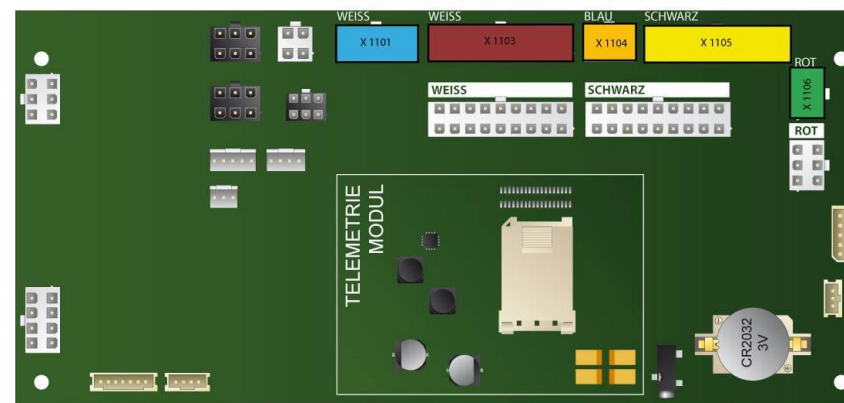 WEISS
WEISS
BLAU
SCHWARZ
X 1101
X 1103
X 1104
X 1105
ROT
X 1106
WEISS
SCHWARZ
ROT
TELEMETRIE
MODUL
CR2032
3V